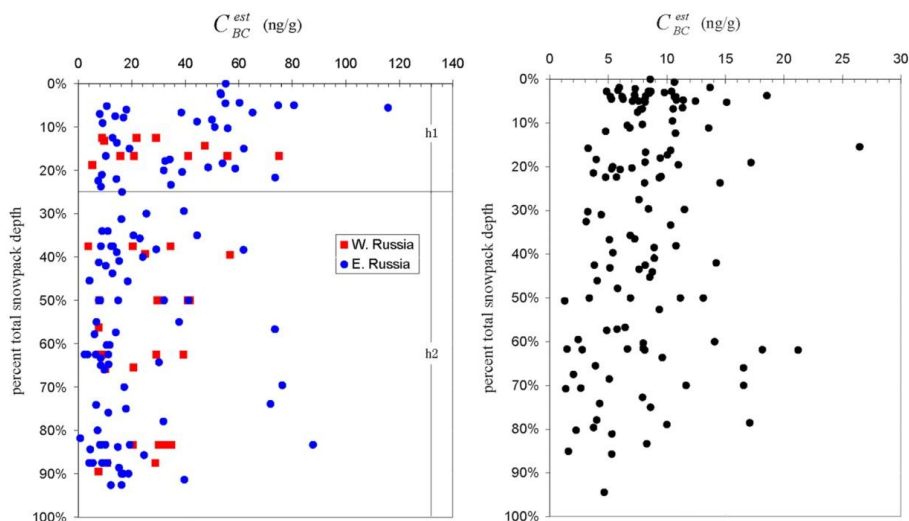 C_BC^est (ng/g)
0 20 40 60 80 100 120 140
0%
10%
20%
30%
40%
50%
60%
70%
80%
90%
100%
percent total snowpack depth
h1
h2
W. Russia
E. Russia
C_BC^est (ng/g)
0 5 10 15 20 25 30
0%
10%
20%
30%
40%
50%
60%
70%
80%
90%
100%
percent total snowpack depth